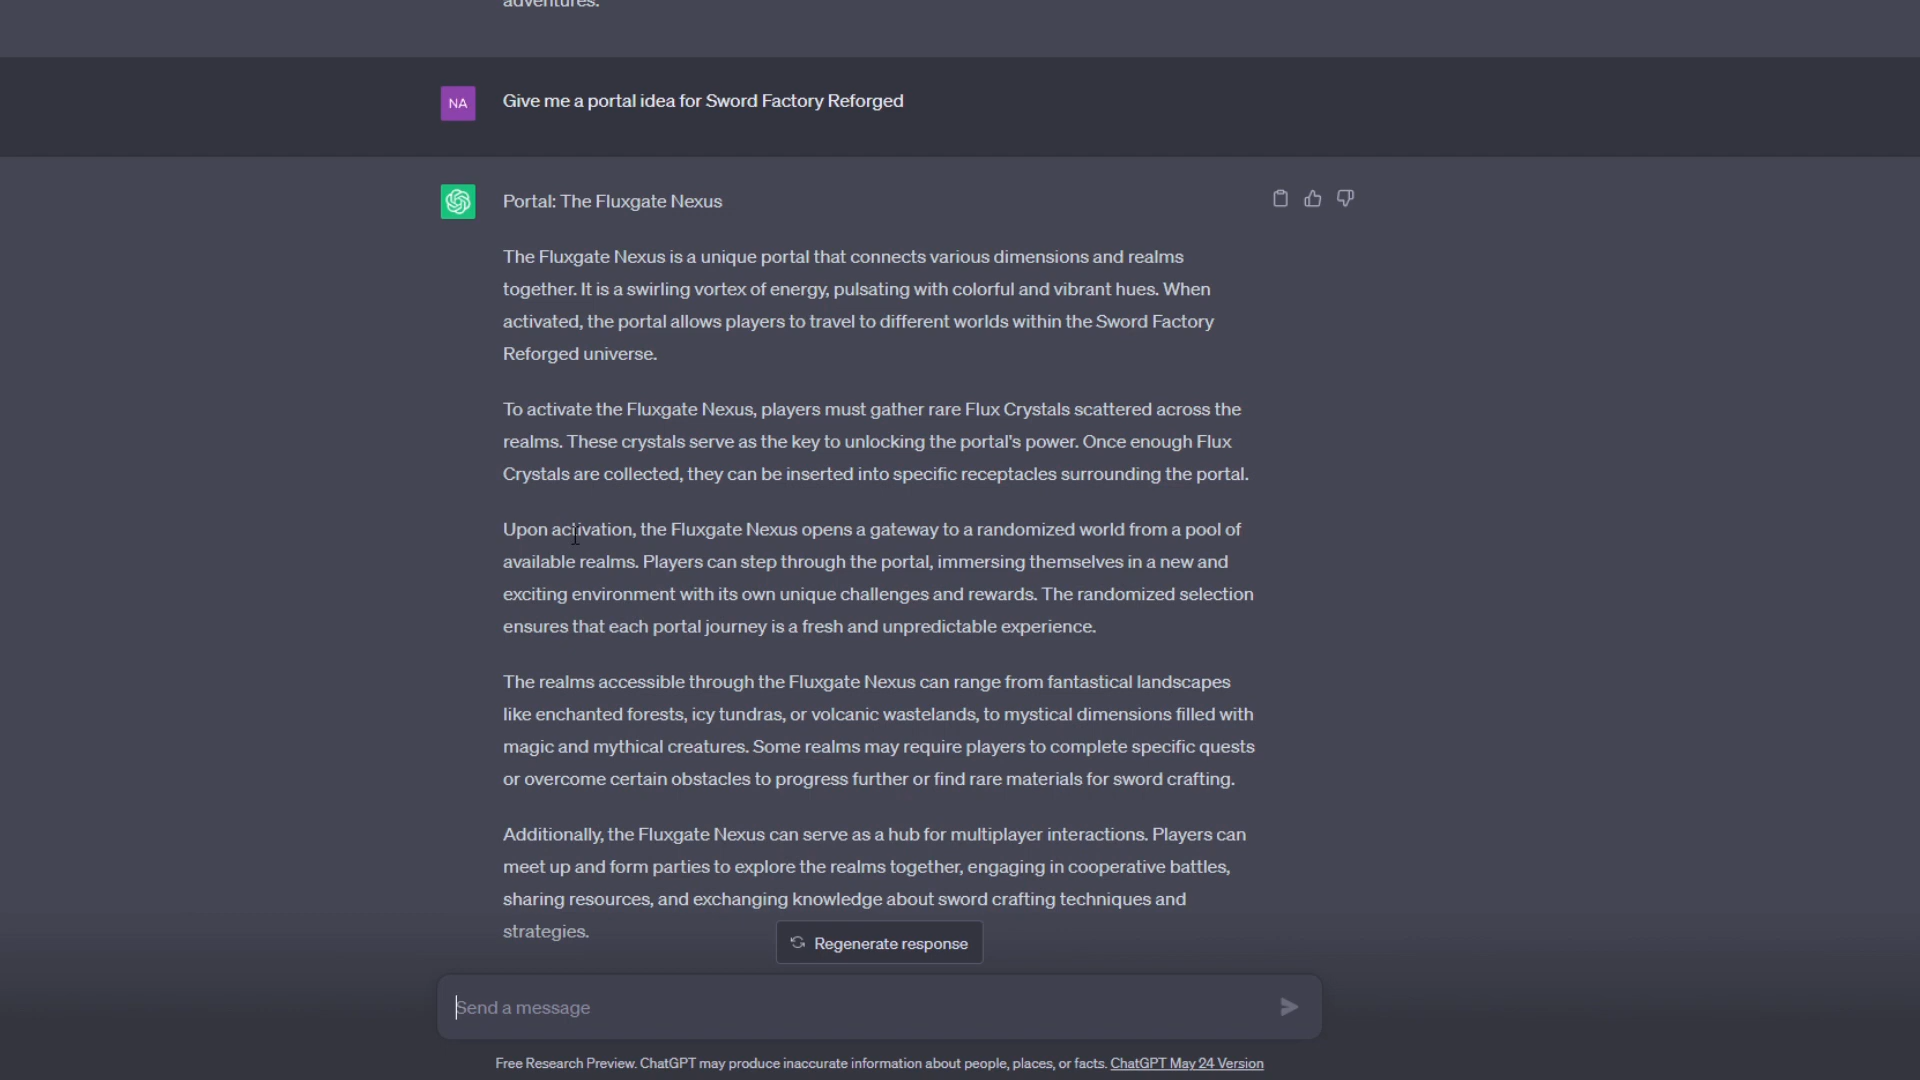 adventures.
NA
Give me a portal idea for Sword Factory Reforged
Portal: The Fluxgate Nexus
The Fluxgate Nexus is a unique portal that connects various dimensions and realms
together. It is a swirling vortex of energy, pulsating with colorful and vibrant hues. When
activated, the portal allows players to travel to different worlds within the Sword Factory
Reforged universe.
To activate the Fluxgate Nexus, players must gather rare Flux Crystals scattered across the
realms. These crystals serve as the key to unlocking the portal's power. Once enough Flux
Crystals are collected, they can be inserted into specific receptacles surrounding the portal.
Upon activation, the Fluxgate Nexus opens a gateway to a randomized world from a pool of
available realms. Players can step through the portal, immersing themselves in a new and
exciting environment with its own unique challenges and rewards. The randomized selection
ensures that each portal journey is a fresh and unpredictable experience.
The realms accessible through the Fluxgate Nexus can range from fantastical landscapes
like enchanted forests, icy tundras, or volcanic wastelands, to mystical dimensions filled with
magic and mythical creatures. Some realms may require players to complete specific quests
or overcome certain obstacles to progress further or find rare materials for sword crafting.
Additionally, the Fluxgate Nexus can serve as a hub for multiplayer interactions. Players can
meet up and form parties to explore the realms together, engaging in cooperative battles,
sharing resources, and exchanging knowledge about sword crafting techniques and
strategies.
Regenerate response
Send a message
Free Research Preview. ChatGPT may produce inaccurate information about people, places, or facts. ChatGPT May 24 Version